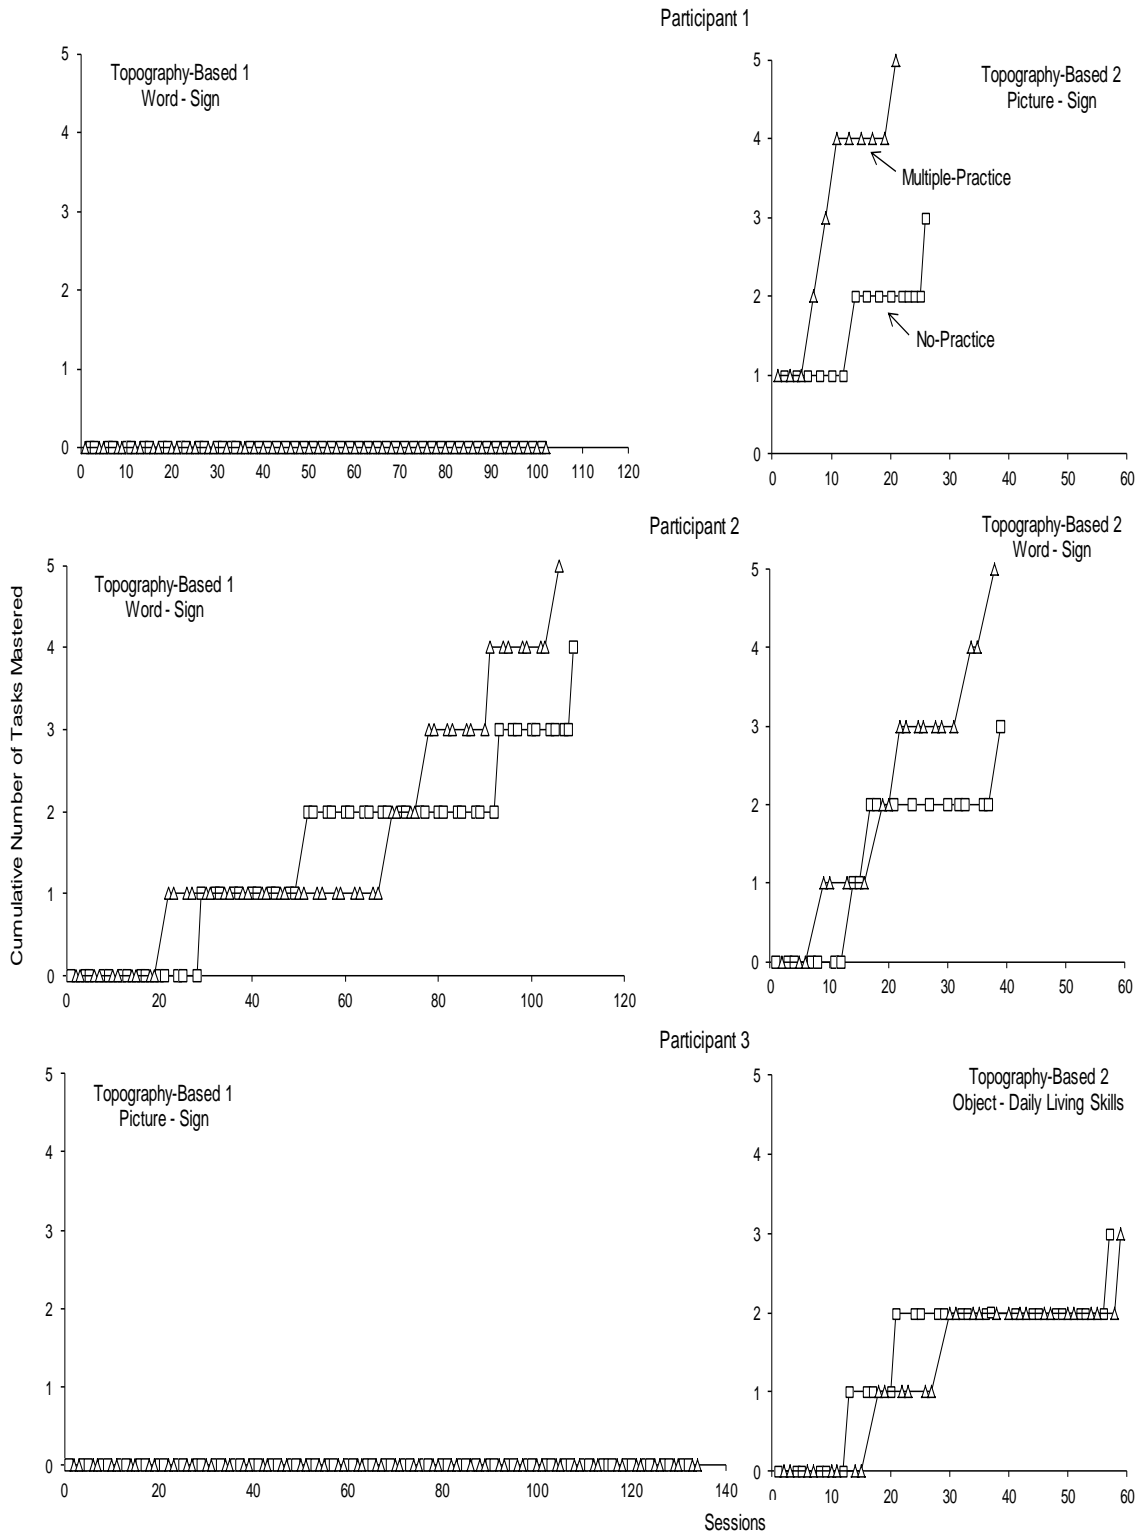 Participant 1
Topography-Based 1
Word - Sign
5
4
3
2
1
0
0 10 20 30 40 50 60 70 80 90 100 110 120
Topography-Based 2
Picture - Sign
Multiple-Practice
No-Practice
5
4
3
2
1
0
0 10 20 30 40 50 60
Participant 2
Cumulative Number of Tasks Mastered
Topography-Based 1
Word - Sign
5
4
3
2
1
0
0 20 40 60 80 100 120
Topography-Based 2
Word - Sign
5
4
3
2
1
0
0 10 20 30 40 50 60
Participant 3
Topography-Based 1
Picture - Sign
5
4
3
2
1
0
0 20 40 60 80 100 120 140
Topography-Based 2
Object - Daily Living Skills
5
4
3
2
1
0
0 10 20 30 40 50 60
Sessions